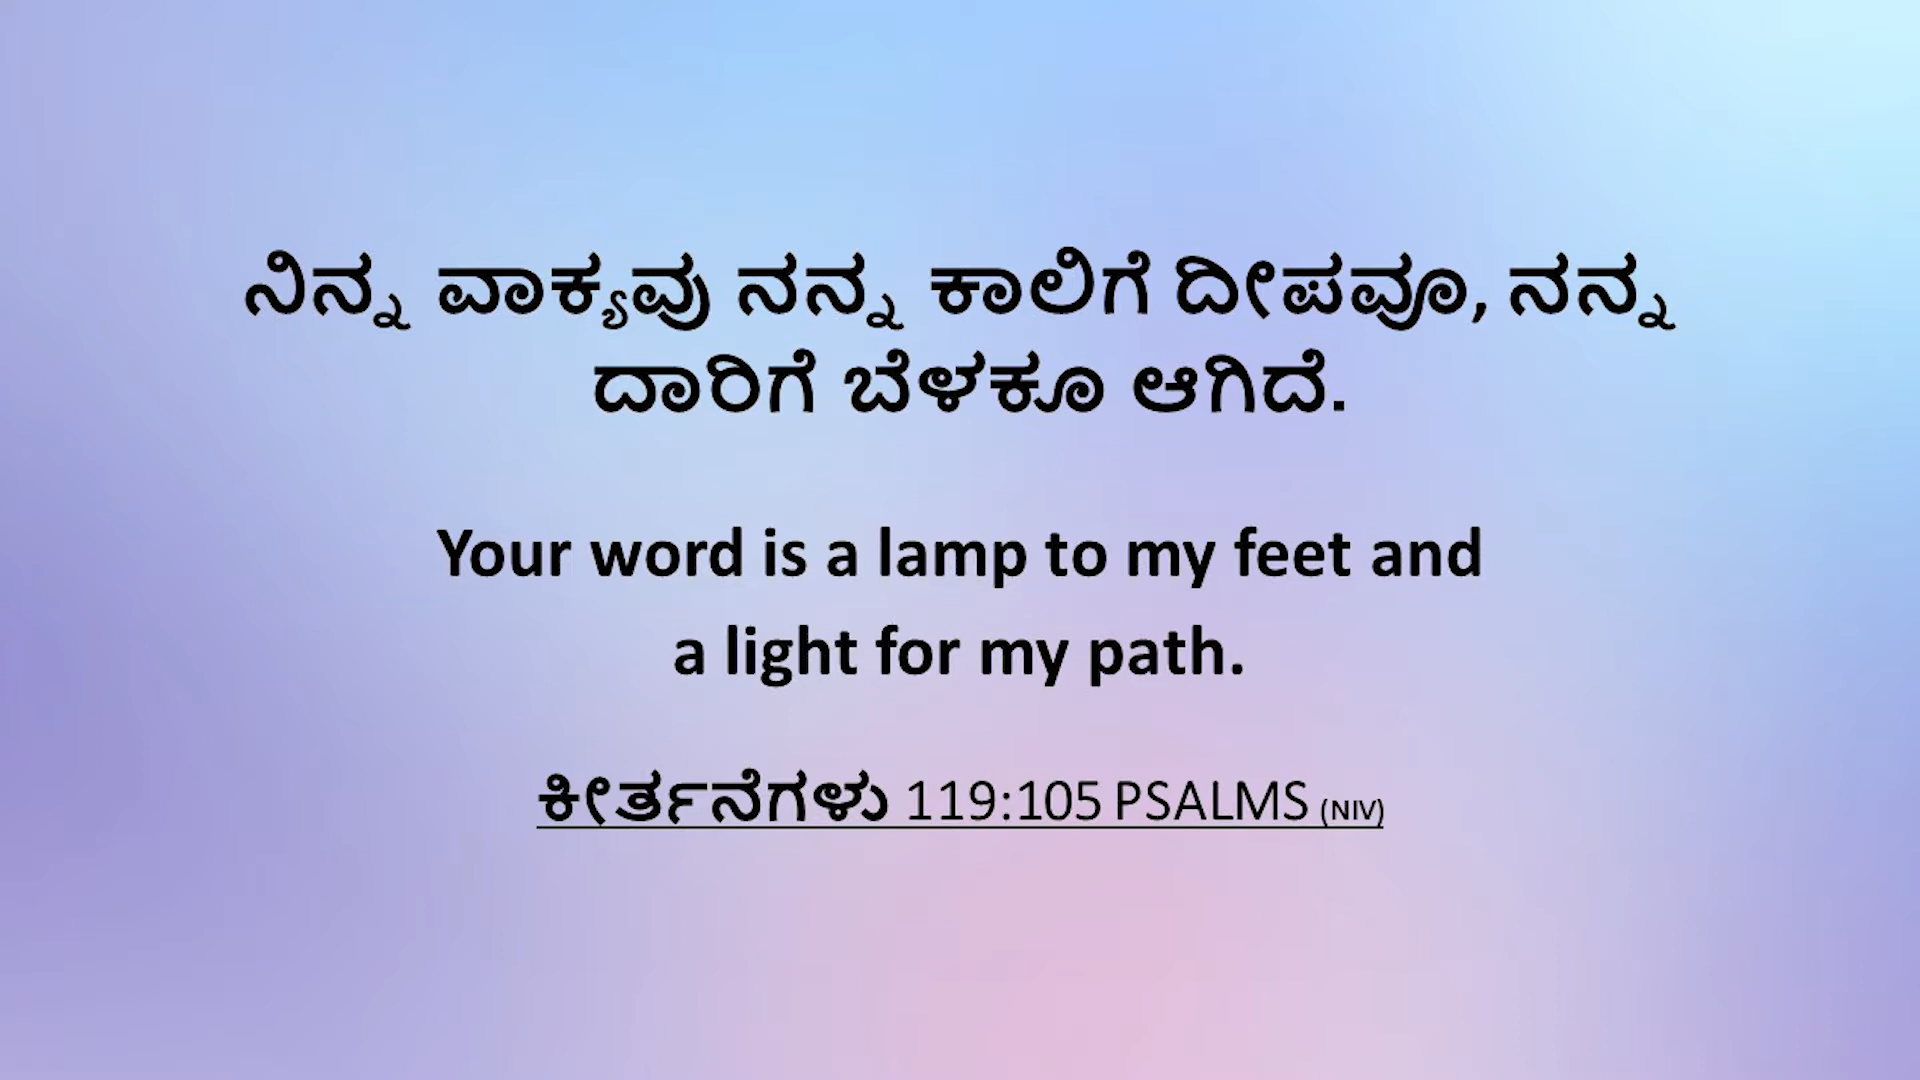 ನಿನ್ನ ವಾಕ್ಯವು ನನ್ನ ಕಾಲಿಗೆ ದೀಪವೂ, ನನ್ನ
ದಾರಿಗೆ ಬೆಳಕೂ ಆಗಿದೆ.
Your word is a lamp to my feet and
a light for my path.
ಕೀರ್ತನೆಗಳು 119:105 PSALMS (NIV)